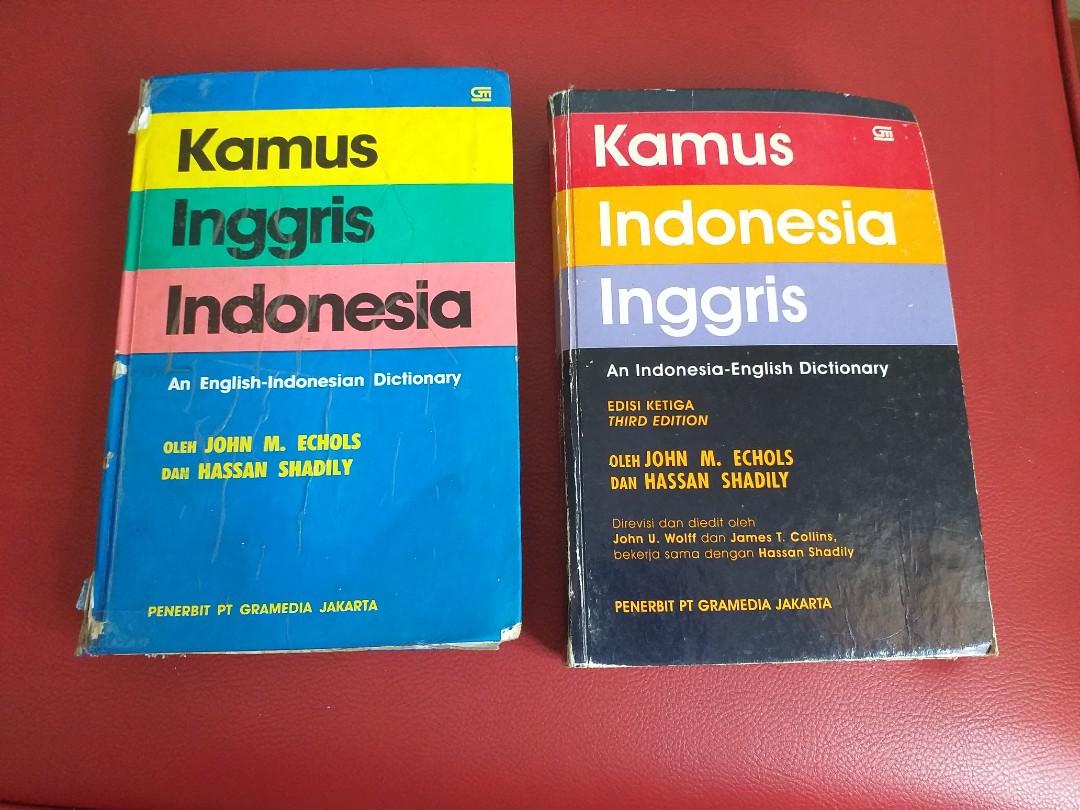 GM
Kamus
Inggris
Indonesia
An English-Indonesian Dictionary
OLEH JOHN M. ECHOLS
DAN HASSAN SHADILY
PENERBIT PT GRAMEDIA JAKARTA
GM
Kamus
Indonesia
Inggris
An Indonesia-English Dictionary
EDISI KETIGA
THIRD EDITION
OLEH JOHN M. ECHOLS
DAN HASSAN SHADILY
Direvisi dan diedit oleh
John U. Wolff dan James T. Collins,
bekerja sama dengan Hassan Shadily
PENERBIT PT GRAMEDIA JAKARTA